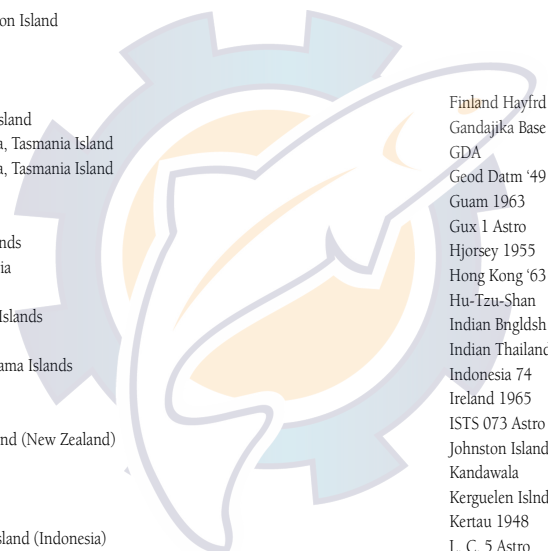 on Island
sland
a, Tasmania Island
a, Tasmania Island
nds
ia
Islands
ama Islands
nd (New Zealand)
sland (Indonesia)
Finland Hayfrd
Gandajika Base
GDA
Geod Datm ‘49
Guam 1963
Gux 1 Astro
Hjorsey 1955
Hong Kong ‘63
Hu-Tzu-Shan
Indian Bngldsh
Indian Thailand
Indonesia 74
Ireland 1965
ISTS 073 Astro
Johnston Island
Kandawala
Kerguelen Islnd
Kertau 1948
L. C. 5 Astro